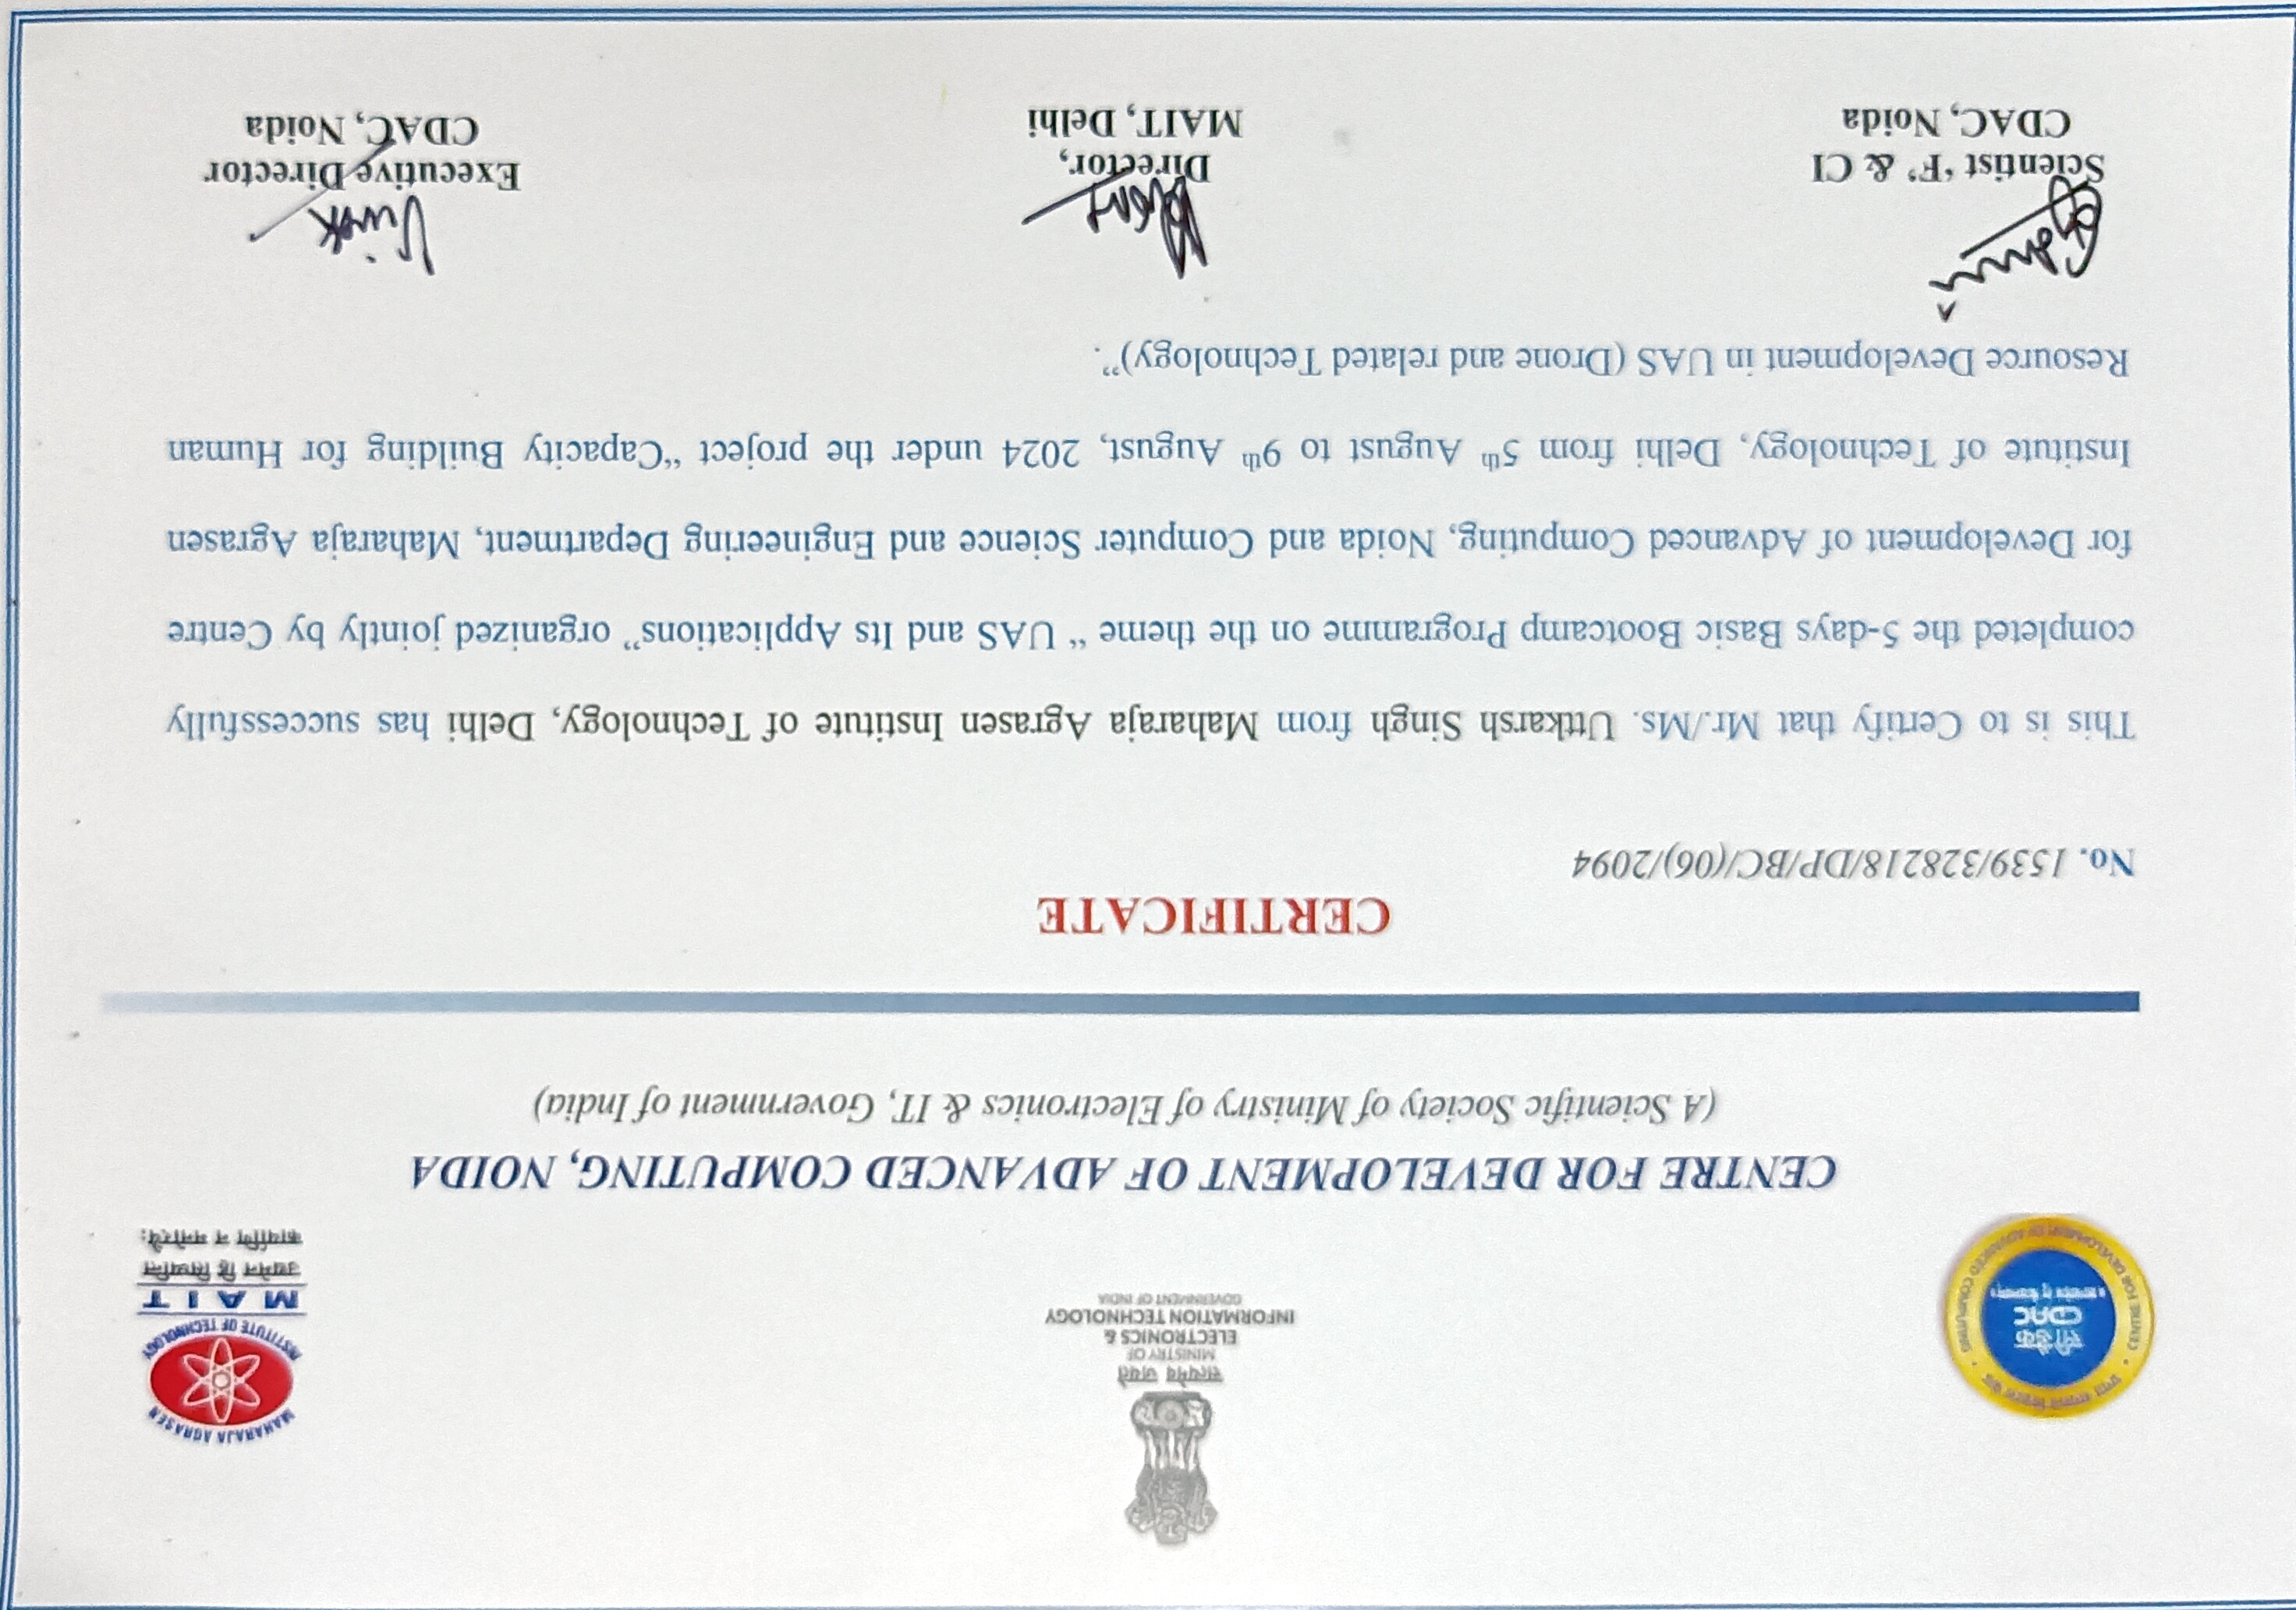 सत्यमेव जयते
MINISTRY OF
ELECTRONICS &
INFORMATION TECHNOLOGY
GOVERNMENT OF INDIA
सी डैक
CDAC
CENTRE FOR DEVELOPMENT OF ADVANCED COMPUTING
MAHARAJA AGRASEN
INSTITUTE OF TECHNOLOGY
MAIT
उद्यमेन हि सिध्यन्ति
कार्याणि न मनोरथैः
CENTRE FOR DEVELOPMENT OF ADVANCED COMPUTING, NOIDA
(A Scientific Society of Ministry of Electronics & IT, Government of India)
CERTIFICATE
No. 1539/328218/DP/BC/(06)/2094
This is to Certify that Mr./Ms. Uttkarsh Singh from Maharaja Agrasen Institute of Technology, Delhi has successfully
completed the 5-days Basic Bootcamp Programme on the theme “ UAS and Its Applications” organized jointly by Centre
for Development of Advanced Computing, Noida and Computer Science and Engineering Department, Maharaja Agrasen
Institute of Technology, Delhi from 5th August to 9th August, 2024 under the project “Capacity Building for Human
Resource Development in UAS (Drone and related Technology)”.
Vivek
Scientist ‘F’ & CI
CDAC, Noida
Director,
MAIT, Delhi
Executive Director
CDAC, Noida